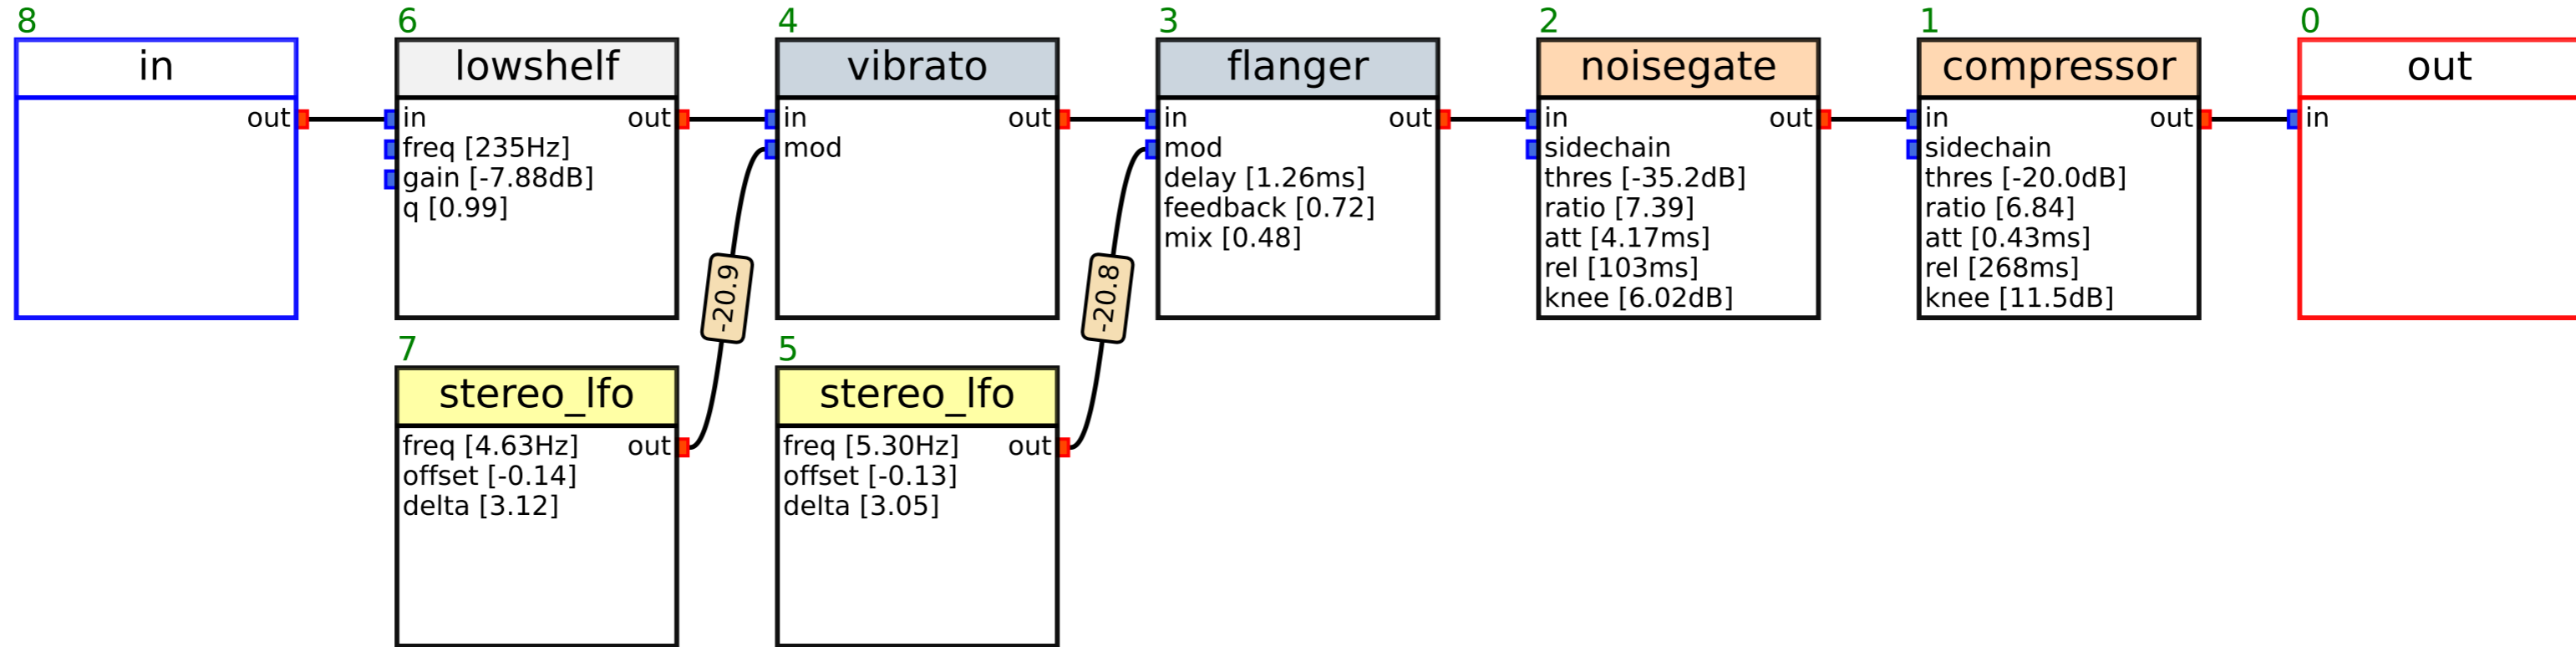 8
in
out
6
lowshelf
in out
freq [235Hz]
gain [-7.88dB]
q [0.99]
4
vibrato
in out
mod
3
flanger
in out
mod
delay [1.26ms]
feedback [0.72]
mix [0.48]
2
noisegate
in out
sidechain
thres [-35.2dB]
ratio [7.39]
att [4.17ms]
rel [103ms]
knee [6.02dB]
1
compressor
in out
sidechain
thres [-20.0dB]
ratio [6.84]
att [0.43ms]
rel [268ms]
knee [11.5dB]
0
out
in
-20.9
-20.8
7
stereo_lfo
freq [4.63Hz] out
offset [-0.14]
delta [3.12]
5
stereo_lfo
freq [5.30Hz] out
offset [-0.13]
delta [3.05]